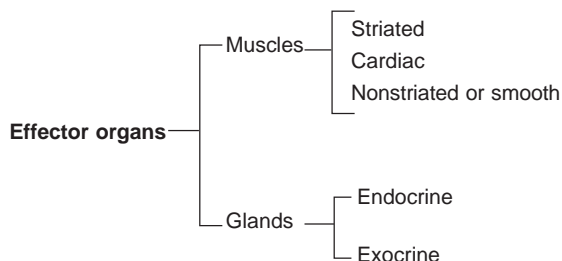 Striated
Muscles
Cardiac
Nonstriated or smooth
Effector organs
Endocrine
Glands
Exocrine